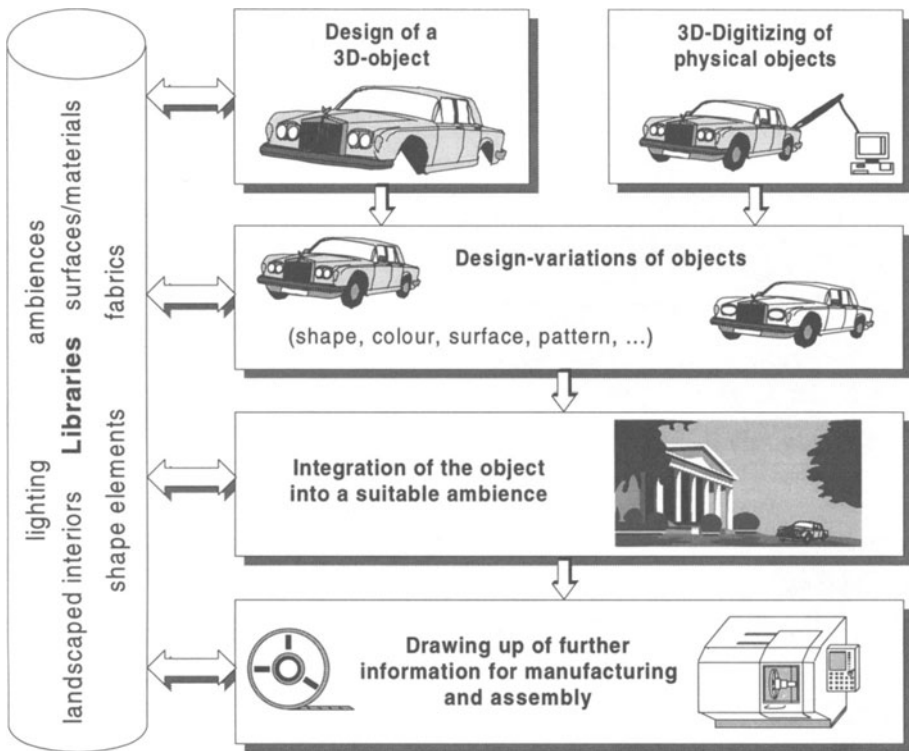 Design of a
3D-object
3D-Digitizing of
physical objects
Design-variations of objects
(shape, colour, surface, pattern, ...)
Integration of the object
into a suitable ambience
Drawing up of further
information for manufacturing
and assembly
lighting
ambiences
Libraries
landscaped interiors
surfaces/materials
shape elements
fabrics